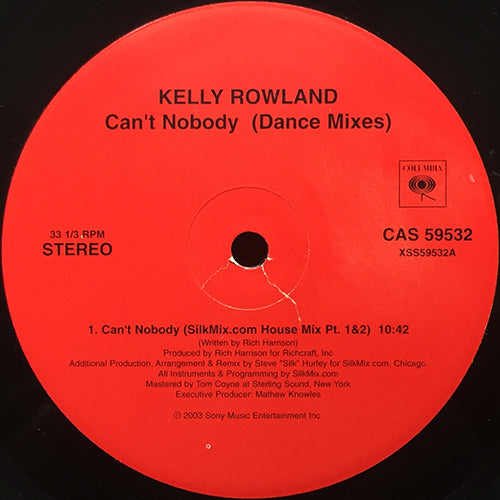 KELLY ROWLAND
Can't Nobody (Dance Mixes)
COLUMBIA
33 1/3 RPM
STEREO
CAS 59532
XSS59532A
1. Can't Nobody (SilkMix.com House Mix Pt. 1&2) 10:42
(Written by Rich Harrison)
Produced by Rich Harrison for Richcraft, Inc
Additional Production, Arrangement & Remix by Steve "Silk" Hurley for SilkMix.com, Chicago.
All Instruments & Programming by SilkMix.com
Mastered by Tom Coyne at Sterling Sound, New York
Executive Producer: Mathew Knowles
℗ 2003 Sony Music Entertainment Inc.